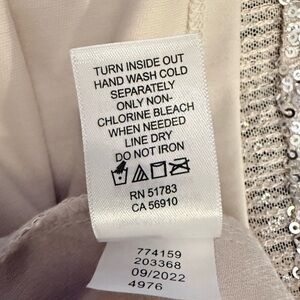 TURN INSIDE OUT
HAND WASH COLD
SEPARATELY
ONLY NON-
CHLORINE BLEACH
WHEN NEEDED
LINE DRY
DO NOT IRON
RN 51783
CA 56910
774159
203368
09/2022
4976